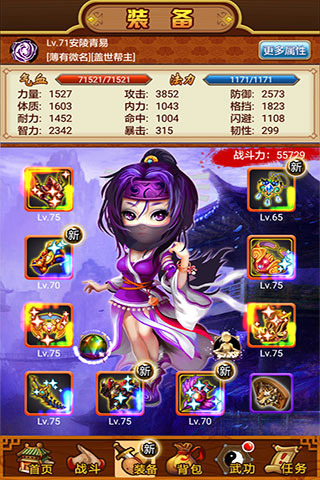 装备
Lv.71安陵青易
[薄有微名][盖世帮主]
更多属性
气血 71521/71521 法力 1171/1171
力量: 1527 攻击: 3852 防御: 2573
体质: 1603 内力: 1043 格挡: 1823
耐力: 1452 命中: 1004 闪避: 1108
智力: 2342 暴击: 315 韧性: 299
战斗力: 55729
新
Lv.75
新
Lv.70
Lv.75
Lv.75
Lv.75
新
新
Lv.75
Lv.75
Lv.70
新
首页 战斗 装备 背包 武功 任务